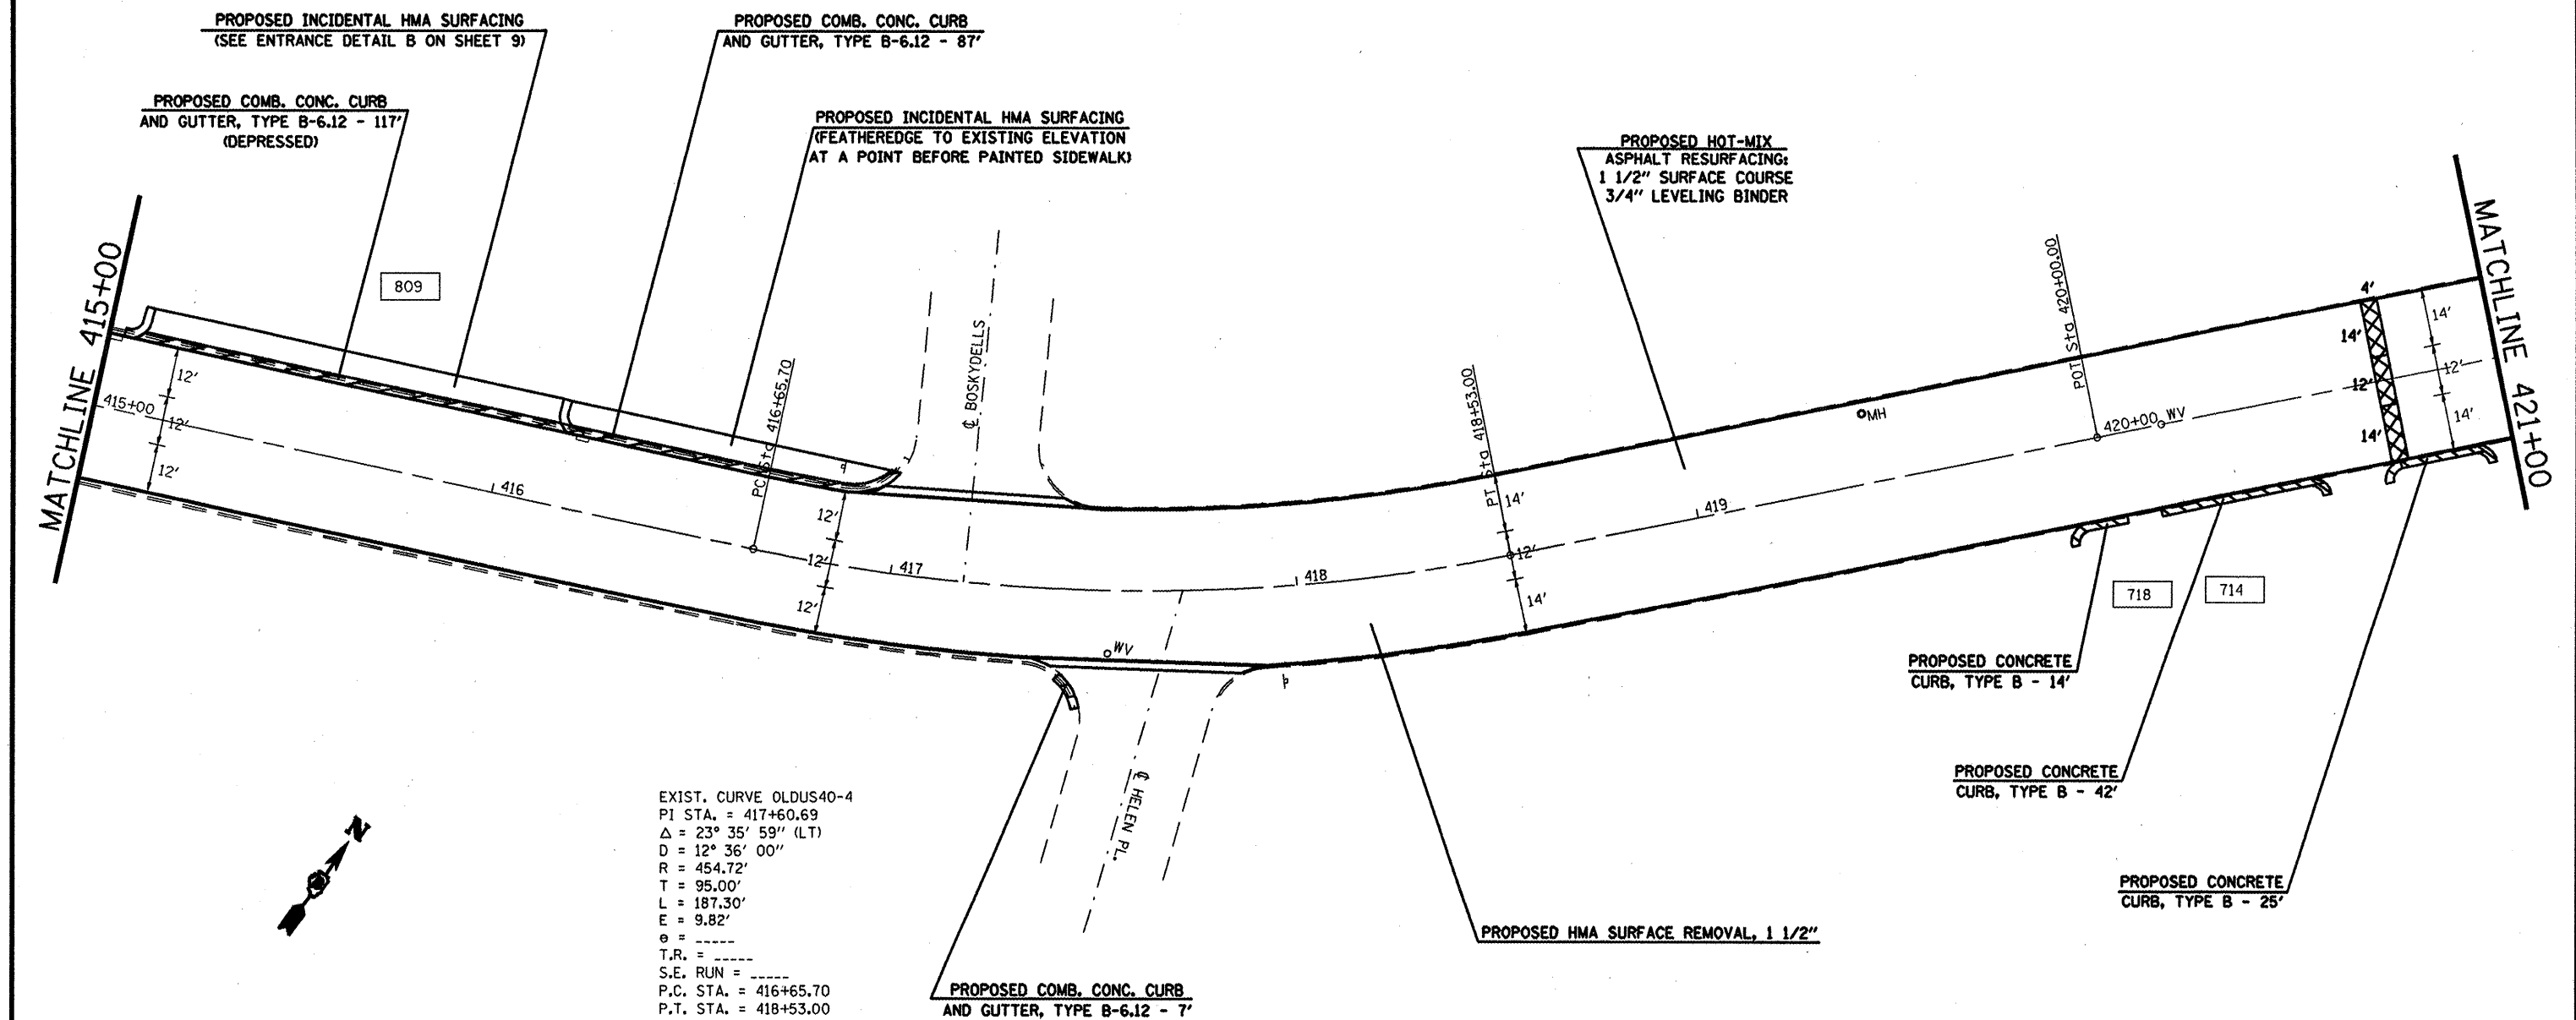 PROPOSED INCIDENTAL HMA SURFACING
(SEE ENTRANCE DETAIL B ON SHEET 9)
PROPOSED COMB. CONC. CURB
AND GUTTER, TYPE B-6.12 - 87'
PROPOSED COMB. CONC. CURB
AND GUTTER, TYPE B-6.12 - 117'
(DEPRESSED)
PROPOSED INCIDENTAL HMA SURFACING
(FEATHEREDGE TO EXISTING ELEVATION
AT A POINT BEFORE PAINTED SIDEWALK)
PROPOSED HOT-MIX
ASPHALT RESURFACING:
1 1/2" SURFACE COURSE
3/4" LEVELING BINDER
MATCHLINE 415+00
809
415+00
12'
12'
12'
416
PC Sta 416+65.70
℄ BOSKYDELLS
12'
12'
12'
417
WV
418
PT Sta 418+53.00
14'
12'
14'
419
MH
POT Sta 420+00.00
420+00
WV
4'
14'
12'
14'
14'
12'
14'
MATCHLINE 421+00
718
714
℄ HELEN PL.
PROPOSED CONCRETE
CURB, TYPE B - 14'
PROPOSED CONCRETE
CURB, TYPE B - 42'
PROPOSED CONCRETE
CURB, TYPE B - 25'
PROPOSED HMA SURFACE REMOVAL, 1 1/2"
N
EXIST. CURVE OLDUS40-4
PI STA. = 417+60.69
Δ = 23° 35' 59" (LT)
D = 12° 36' 00"
R = 454.72'
T = 95.00'
L = 187.30'
E = 9.82'
e = -----
T.R. = -----
S.E. RUN = -----
P.C. STA. = 416+65.70
P.T. STA. = 418+53.00
PROPOSED COMB. CONC. CURB
AND GUTTER, TYPE B-6.12 - 7'